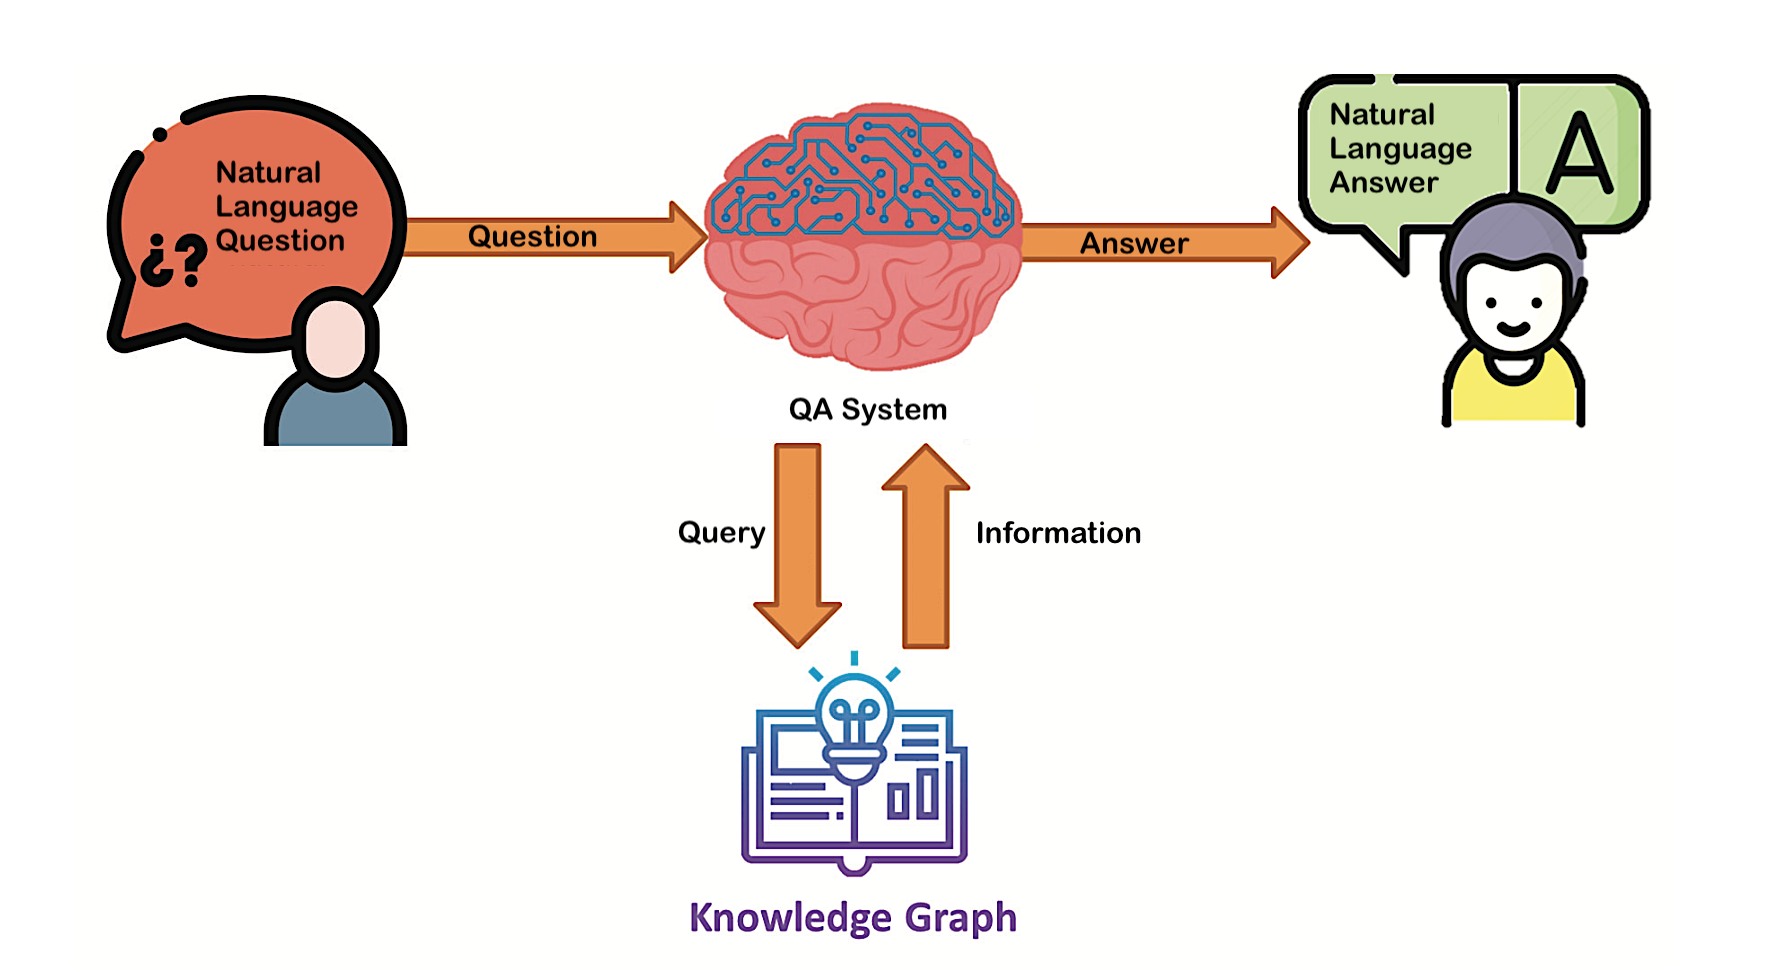 Natural
Language
Question
¿?
Question
Answer
Natural
Language
Answer
A
QA System
Query
Information
Knowledge Graph